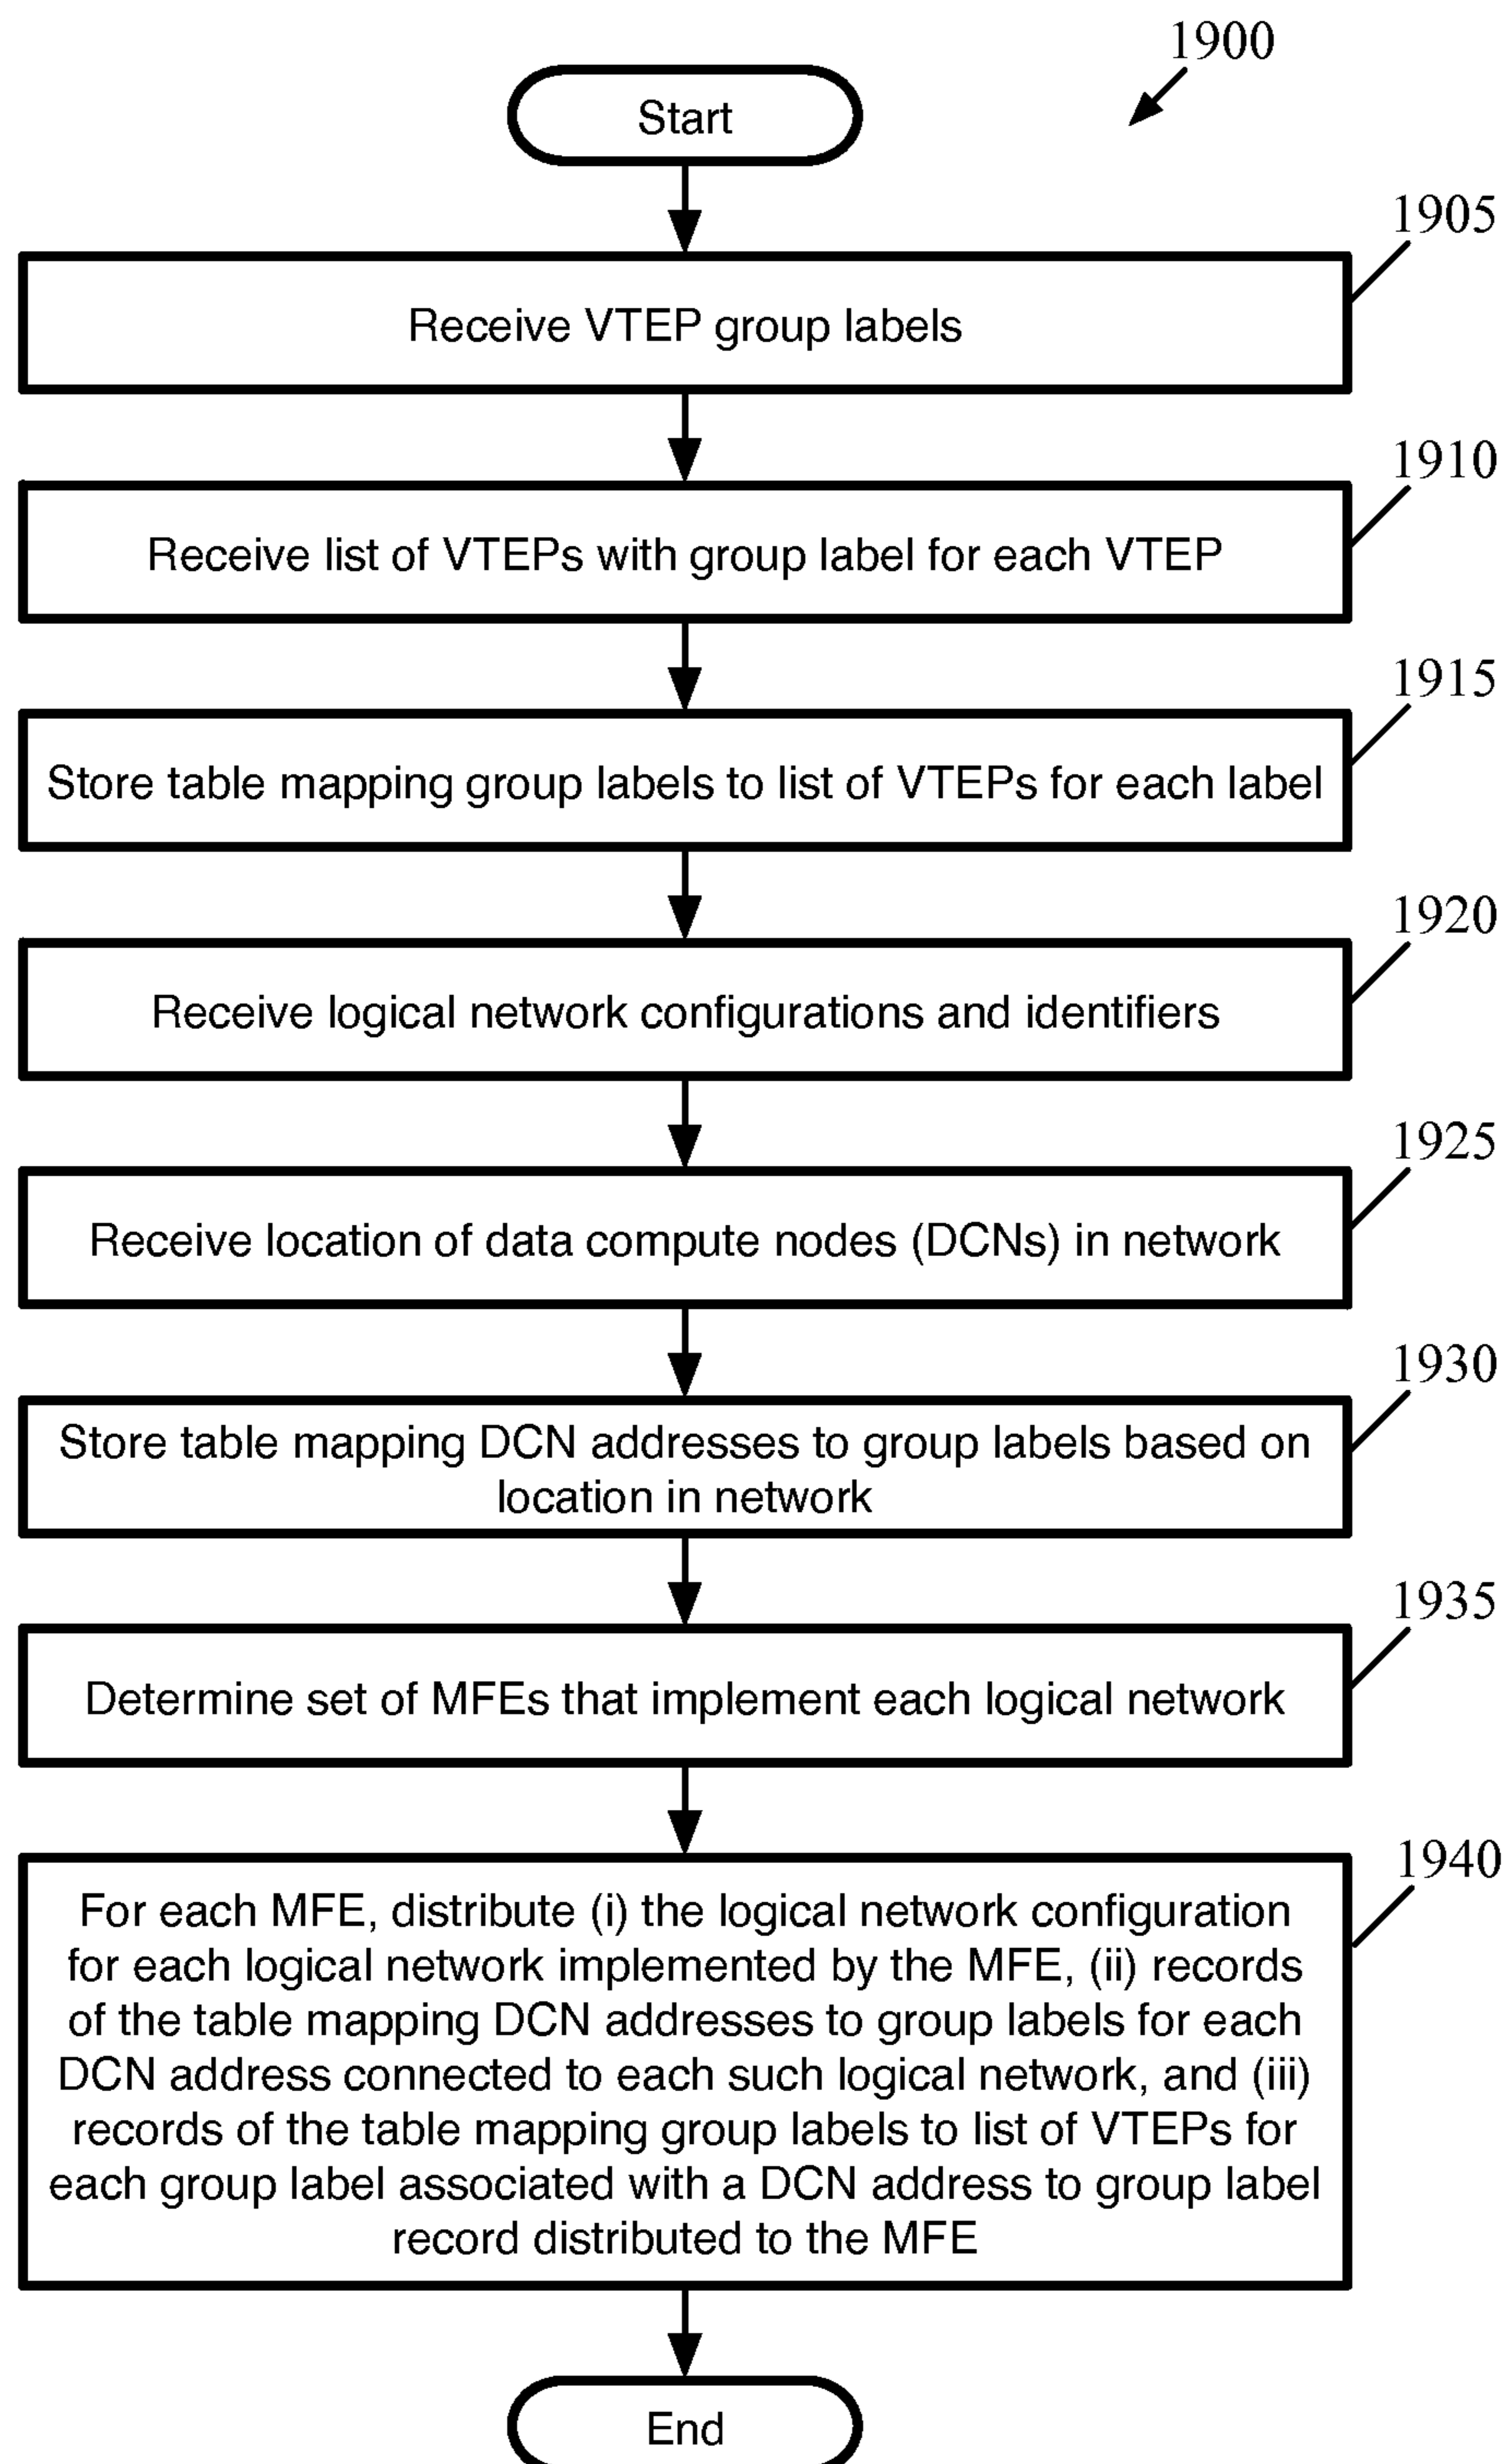 1900
Start
1905
Receive VTEP group labels
1910
Receive list of VTEPs with group label for each VTEP
1915
Store table mapping group labels to list of VTEPs for each label
1920
Receive logical network configurations and identifiers
1925
Receive location of data compute nodes (DCNs) in network
1930
Store table mapping DCN addresses to group labels based on
location in network
1935
Determine set of MFEs that implement each logical network
1940
For each MFE, distribute (i) the logical network configuration
for each logical network implemented by the MFE, (ii) records
of the table mapping DCN addresses to group labels for each
DCN address connected to each such logical network, and (iii)
records of the table mapping group labels to list of VTEPs for
each group label associated with a DCN address to group label
record distributed to the MFE
End